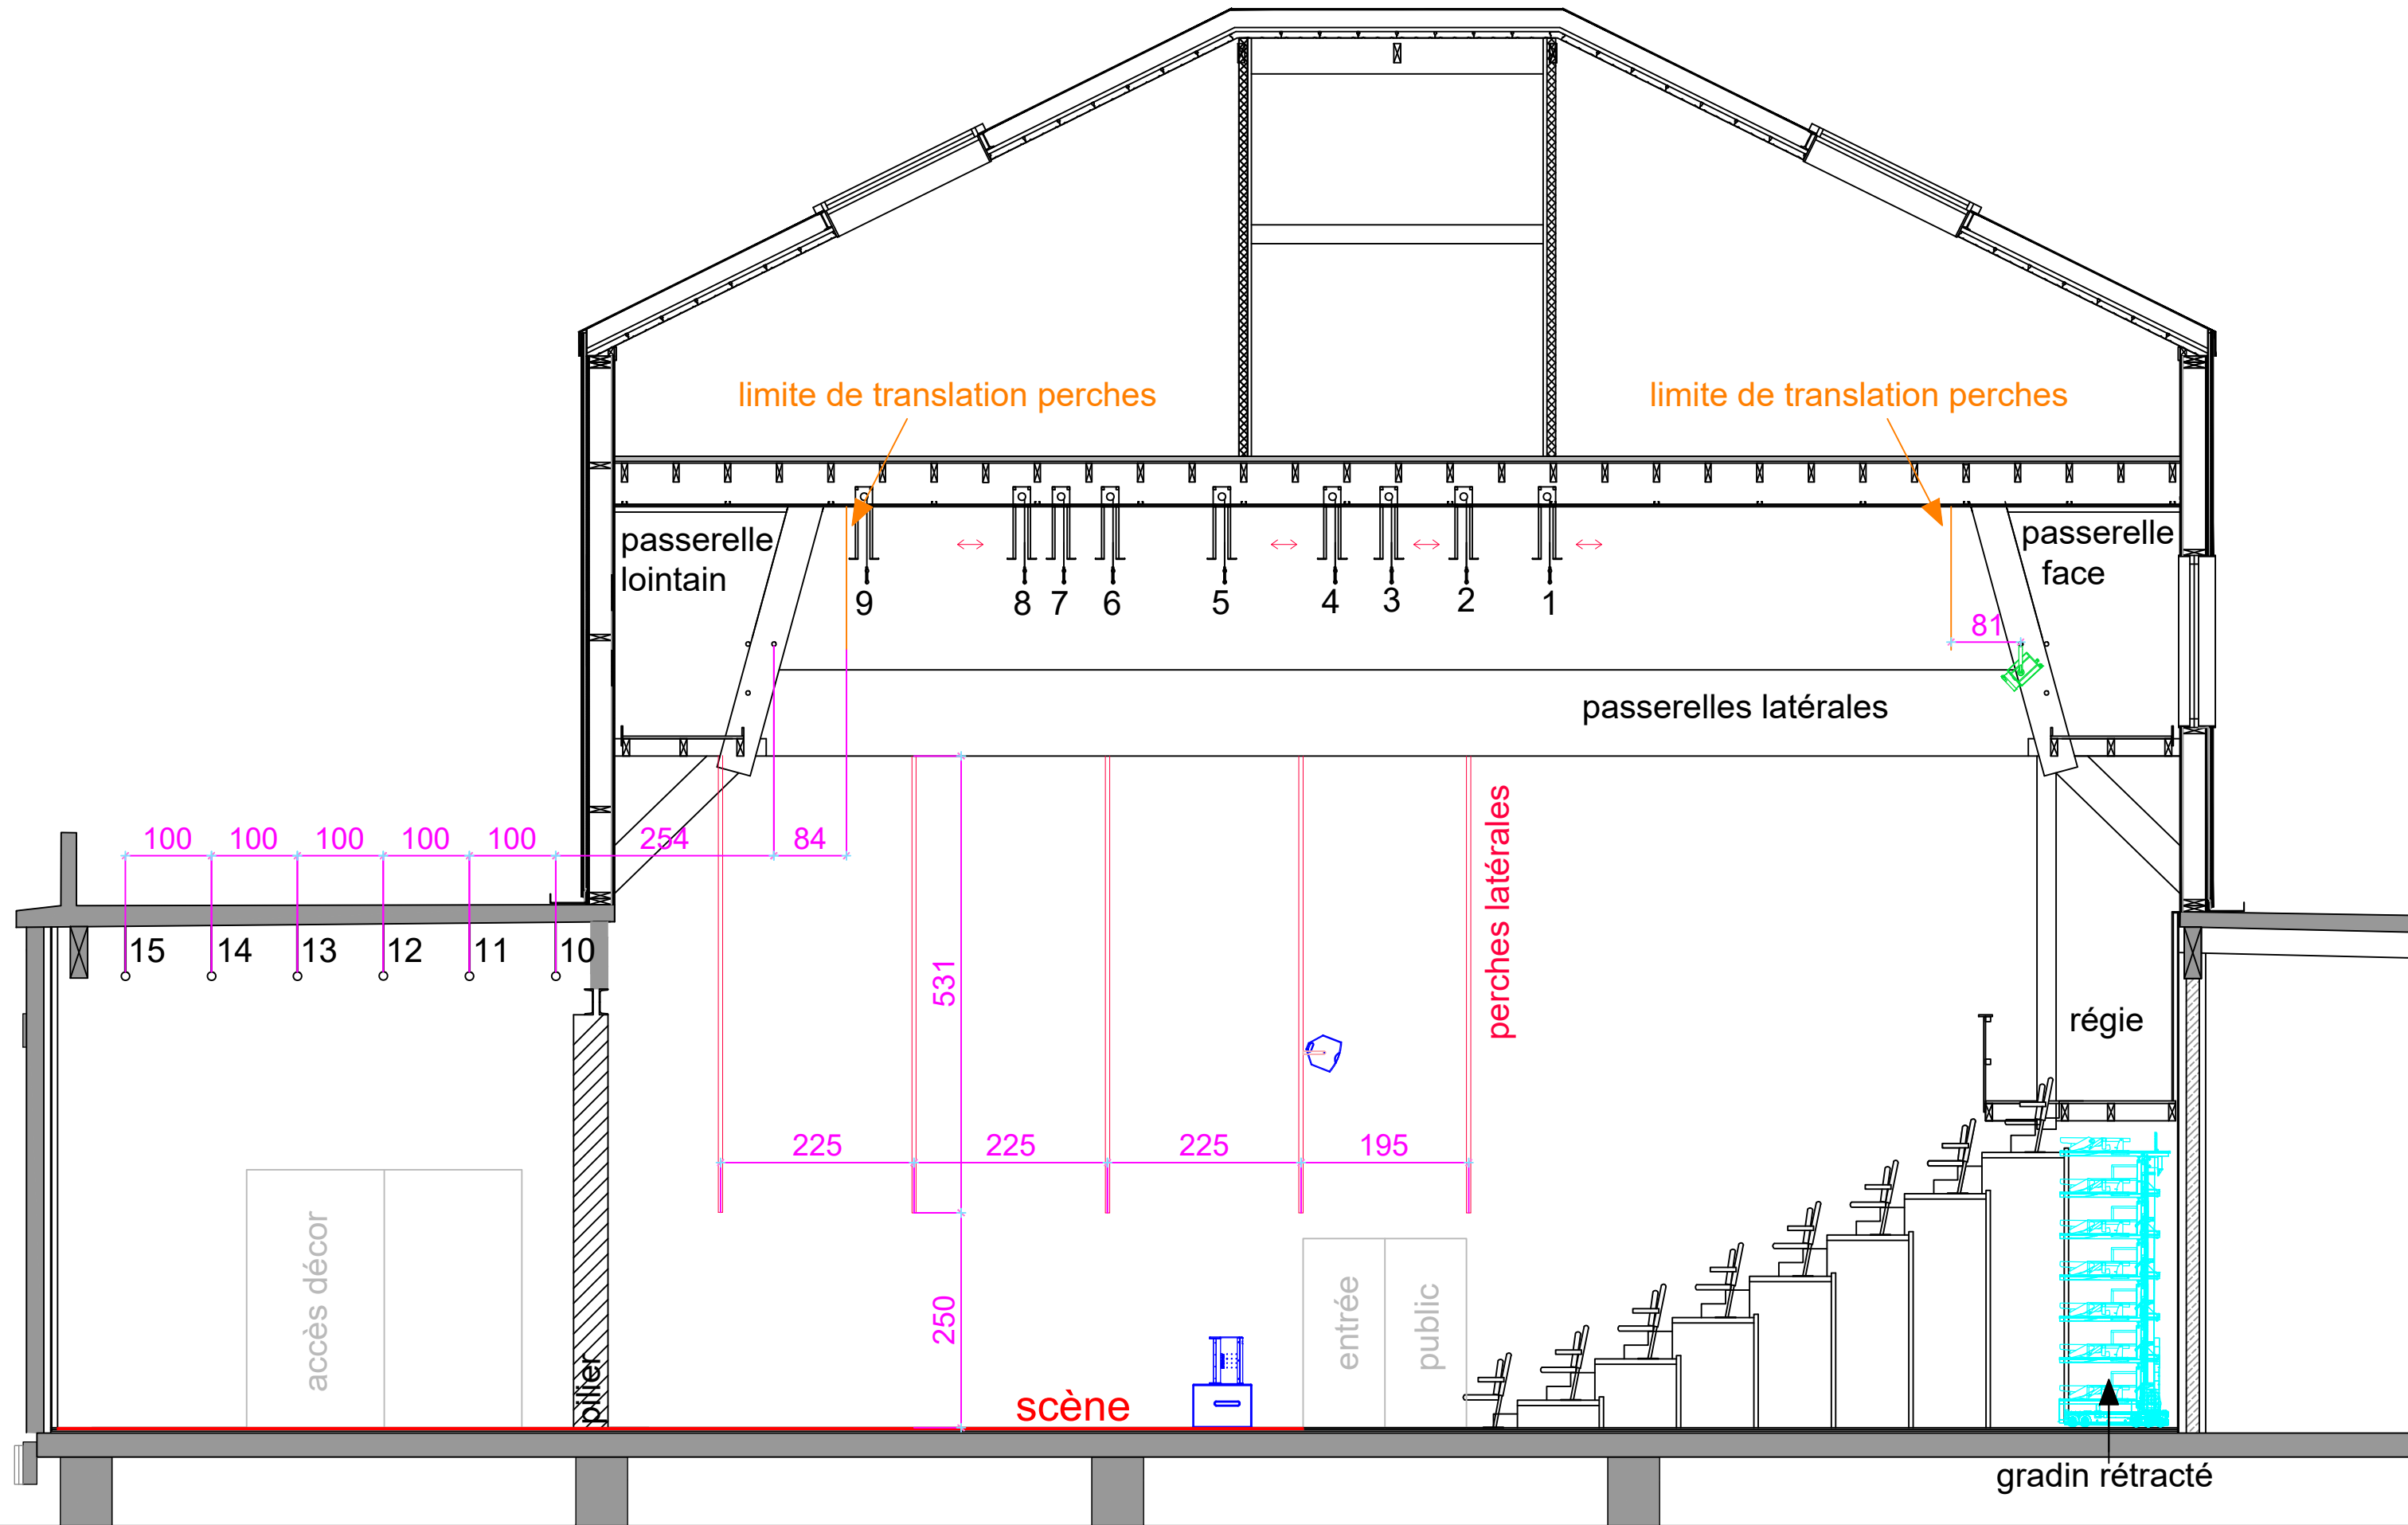 limite de translation perches
limite de translation perches
passerelle
lointain
passerelle
face
9
8
7
6
5
4
3
2
1
81
passerelles latérales
100
100
100
100
100
254
84
perches latérales
15
14
13
12
11
10
531
régie
225
225
225
195
accès décor
pilier
250
entrée
public
scène
gradin rétracté